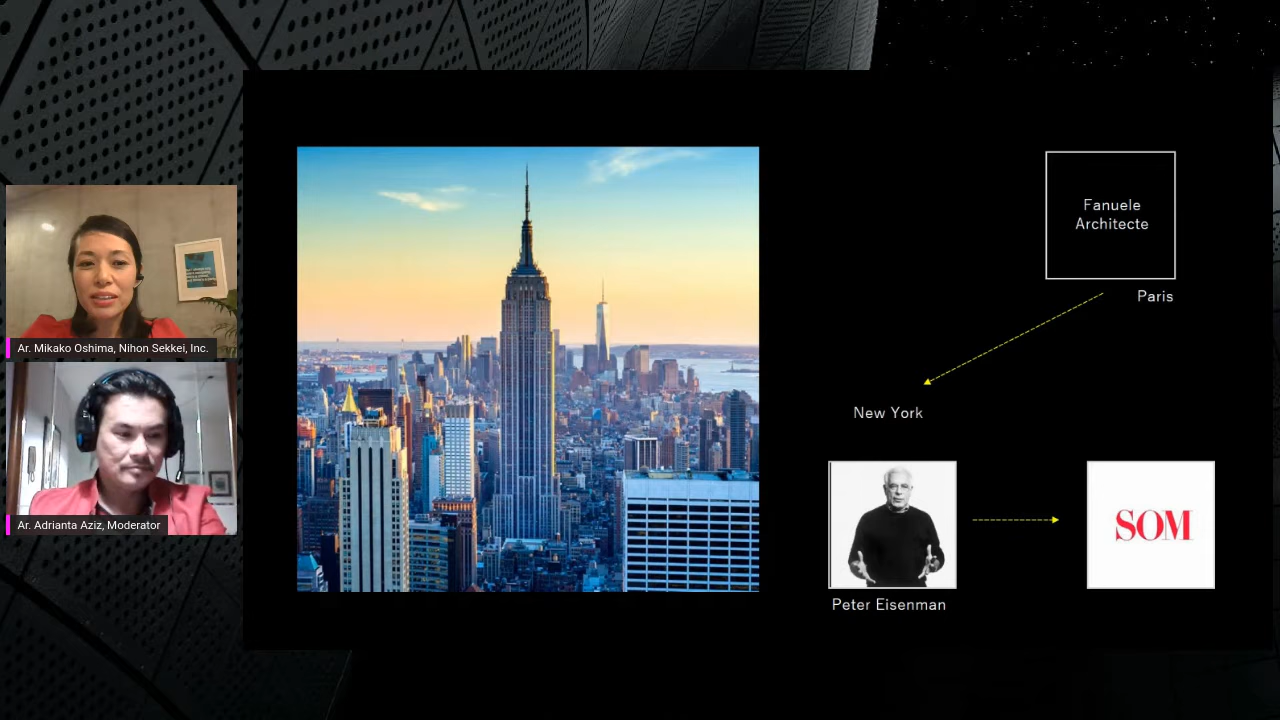 Ar. Mikako Oshima, Nihon Sekkei, Inc.
Ar. Adrianta Aziz, Moderator
Fanuele
Architecte
Paris
New York
Peter Eisenman
SOM